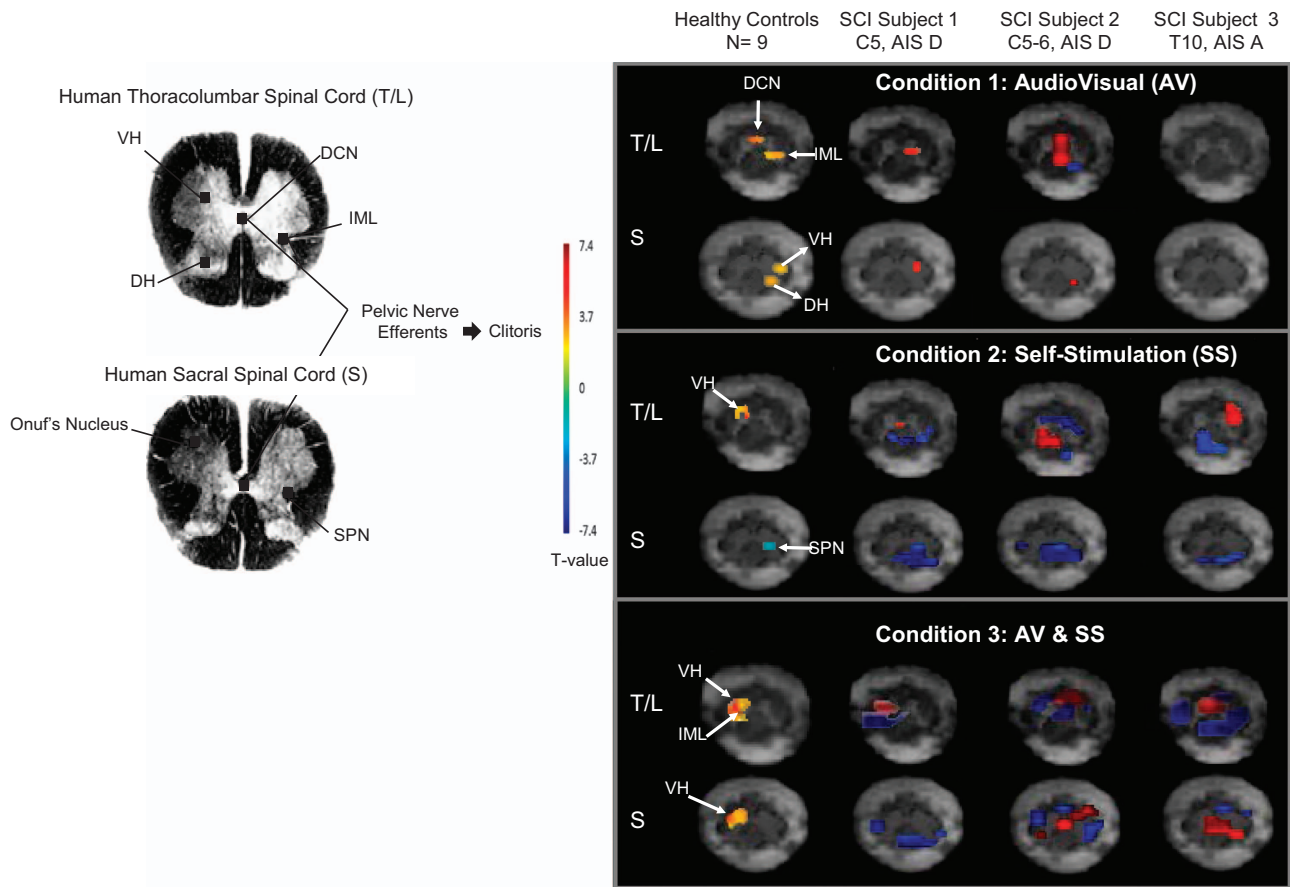 Healthy Controls
N= 9
SCI Subject 1
C5, AIS D
SCI Subject 2
C5-6, AIS D
SCI Subject 3
T10, AIS A
Human Thoracolumbar Spinal Cord (T/L)
VH
DCN
IML
DH
Pelvic Nerve
Efferents
Clitoris
Human Sacral Spinal Cord (S)
Onuf's Nucleus
SPN
7.4
3.7
0
-3.7
-7.4
T-value
Condition 1: AudioVisual (AV)
DCN
T/L
IML
S
VH
DH
Condition 2: Self-Stimulation (SS)
VH
T/L
S
SPN
Condition 3: AV & SS
VH
T/L
IML
VH
S